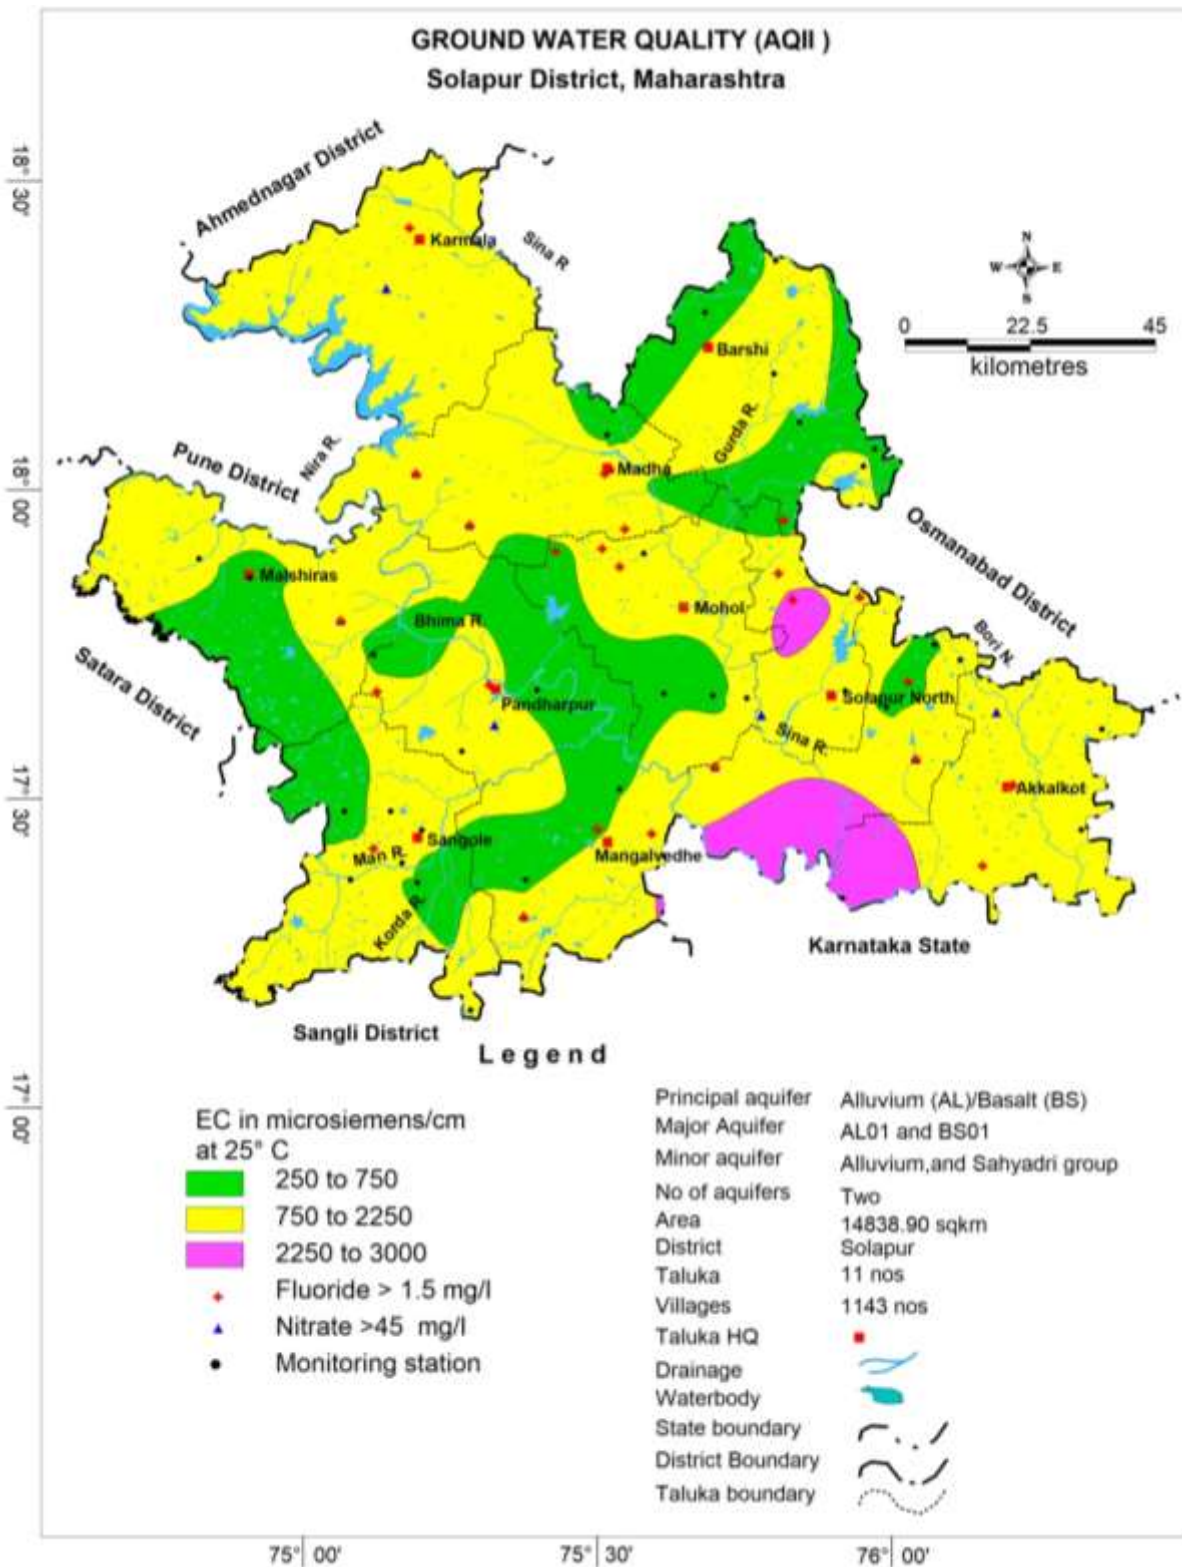 GROUND WATER QUALITY (AQII )
Solapur District, Maharashtra
Ahmednagar District
18° 30'
Karmala
Sina R
N
W E
S
0 22.5 45
kilometres
Barshi
Gurda R.
Nira R.
Pune District
Madha
18° 00'
Osmanabad District
Malshiras
Mohol
Bhima R.
Bori N.
Satara District
Pandharpur
Solapur North
Sina R.
17° 30'
Akkalkot
Sangole
Man R.
Mangalvedhe
Korda R.
Karnataka State
Sangli District
Legend
17° 00'
EC in microsiemens/cm
at 25° C
250 to 750
750 to 2250
2250 to 3000
Fluoride > 1.5 mg/l
Nitrate >45 mg/l
Monitoring station
Principal aquifer Alluvium (AL)/Basalt (BS)
Major Aquifer AL01 and BS01
Minor aquifer Alluvium,and Sahyadri group
No of aquifers Two
Area 14838.90 sqkm
District Solapur
Taluka 11 nos
Villages 1143 nos
Taluka HQ
Drainage
Waterbody
State boundary
District Boundary
Taluka boundary
75° 00' 75° 30' 76° 00'